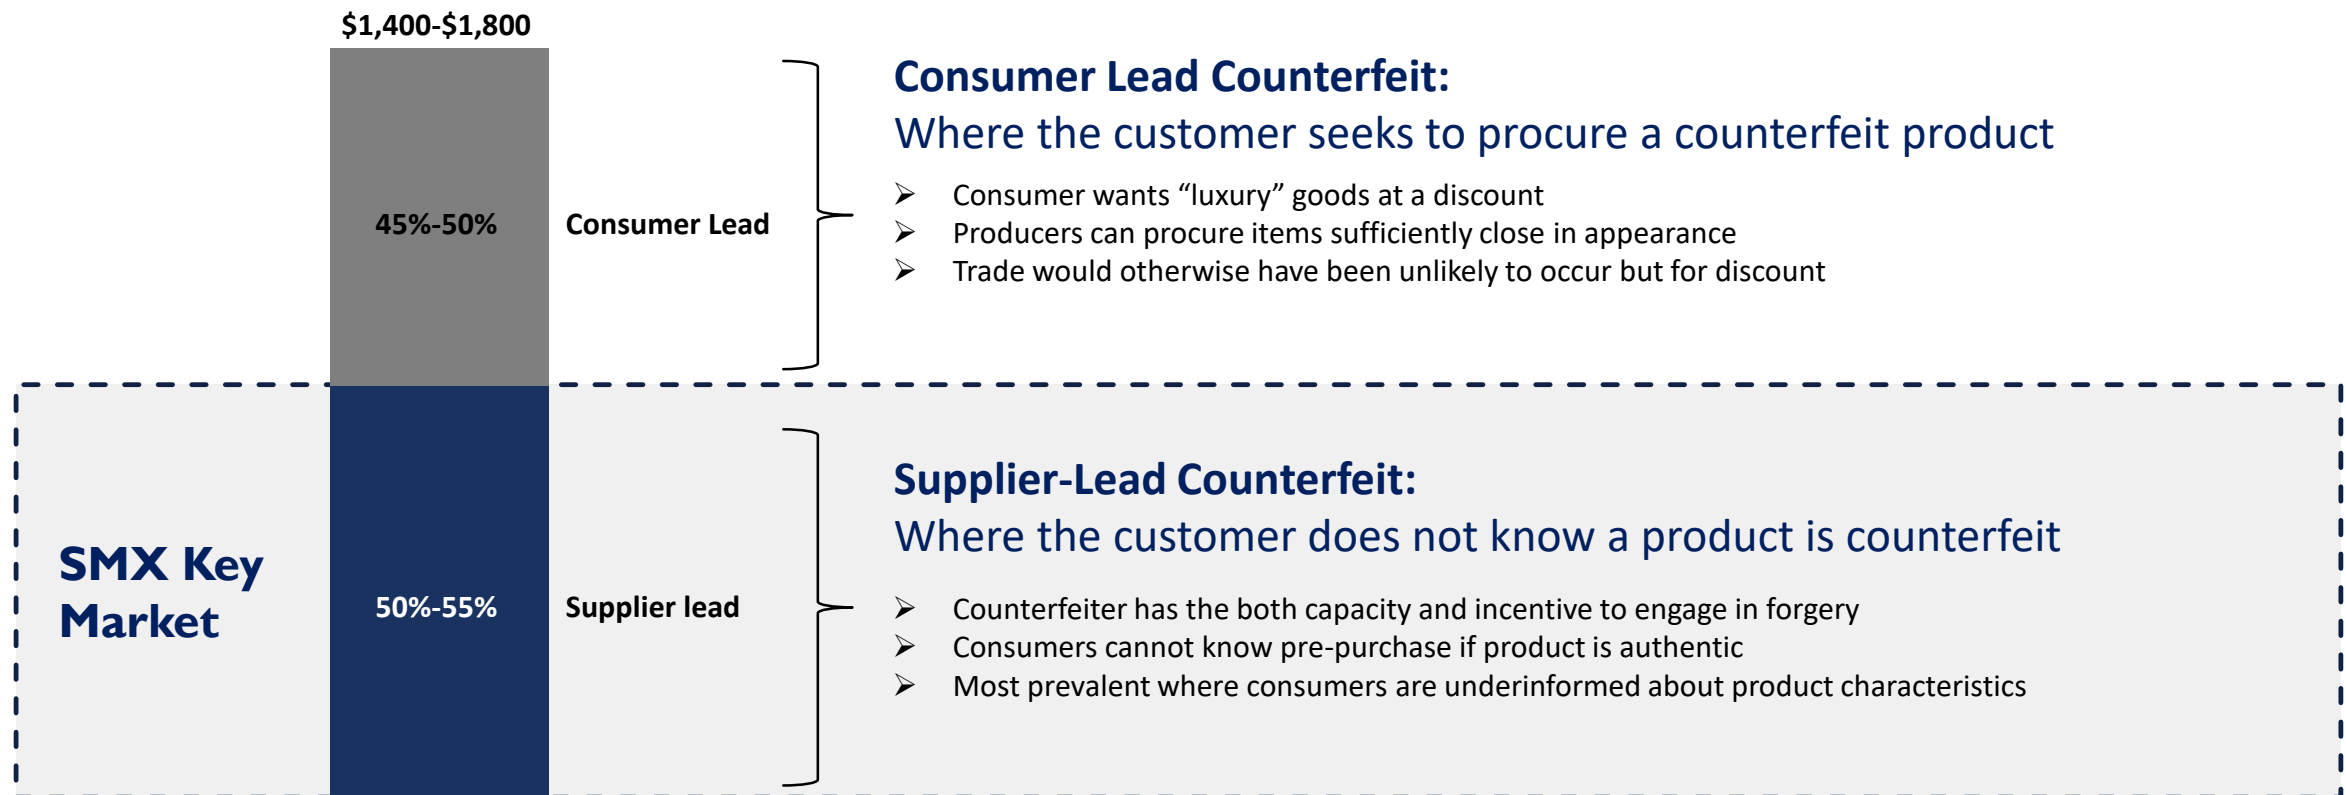 $1,400-$1,800
45%-50%
Consumer Lead
Consumer Lead Counterfeit:
Where the customer seeks to procure a counterfeit product
➢ Consumer wants “luxury” goods at a discount
➢ Producers can procure items sufficiently close in appearance
➢ Trade would otherwise have been unlikely to occur but for discount
SMX Key
Market
50%-55%
Supplier lead
Supplier-Lead Counterfeit:
Where the customer does not know a product is counterfeit
➢ Counterfeiter has the both capacity and incentive to engage in forgery
➢ Consumers cannot know pre-purchase if product is authentic
➢ Most prevalent where consumers are underinformed about product characteristics